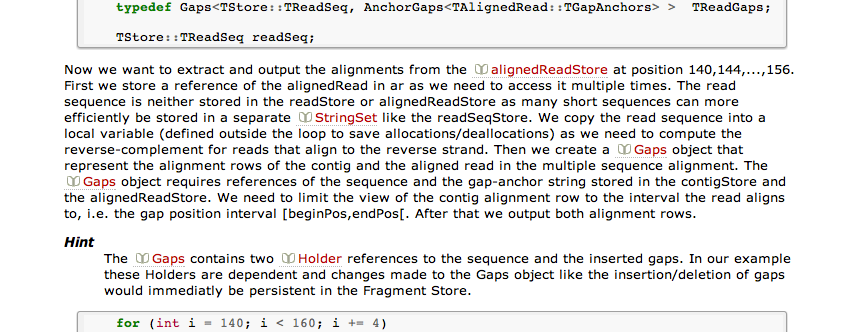 typedef Gaps<TStore::TReadSeq, AnchorGaps<TAlignedRead::TGapAnchors> > TReadGaps;
TStore::TReadSeq readSeq;
Now we want to extract and output the alignments from the alignedReadStore at position 140,144,...,156.
First we store a reference of the alignedRead in ar as we need to access it multiple times. The read
sequence is neither stored in the readStore or alignedReadStore as many short sequences can more
efficiently be stored in a separate StringSet like the readSeqStore. We copy the read sequence into a
local variable (defined outside the loop to save allocations/deallocations) as we need to compute the
reverse-complement for reads that align to the reverse strand. Then we create a Gaps object that
represent the alignment rows of the contig and the aligned read in the multiple sequence alignment. The
Gaps object requires references of the sequence and the gap-anchor string stored in the contigStore and
the alignedReadStore. We need to limit the view of the contig alignment row to the interval the read aligns
to, i.e. the gap position interval [beginPos,endPos[. After that we output both alignment rows.
Hint
The Gaps contains two Holder references to the sequence and the inserted gaps. In our example
these Holders are dependent and changes made to the Gaps object like the insertion/deletion of gaps
would immediatly be persistent in the Fragment Store.
for (int i = 140; i < 160; i += 4)